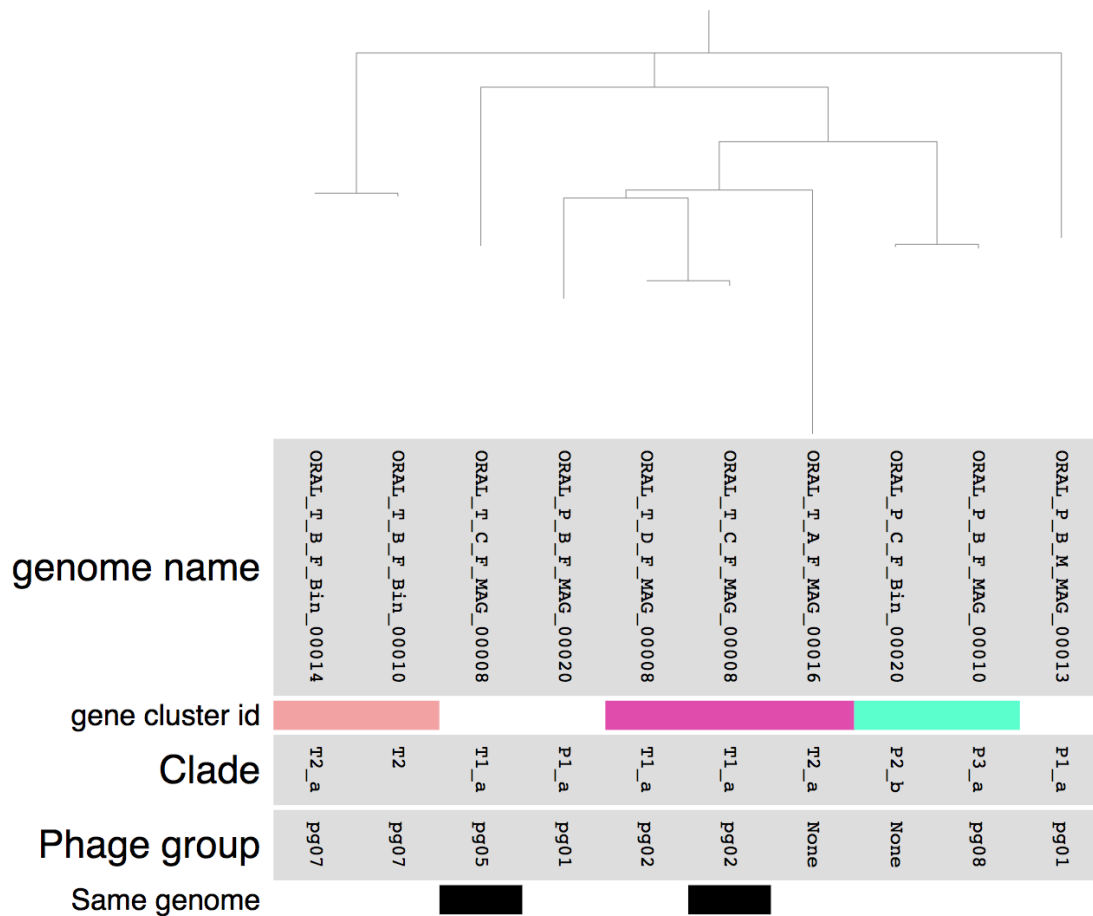 genome name
ORAL_T_B_F_Bin_00014
ORAL_T_B_F_Bin_00010
ORAL_T_C_F_MAG_00008
ORAL_P_B_F_MAG_00020
ORAL_T_D_F_MAG_00008
ORAL_T_C_F_MAG_00008
ORAL_T_A_F_MAG_00016
ORAL_P_C_F_Bin_00020
ORAL_P_B_F_MAG_00010
ORAL_P_B_M_MAG_00013
gene cluster id
Clade
T2_a
T2
T1_a
P1_a
T1_a
T1_a
T2_a
P2_b
P3_a
P1_a
Phage group
pg07
pg07
pg05
pg01
pg02
pg02
None
None
pg08
pg01
Same genome